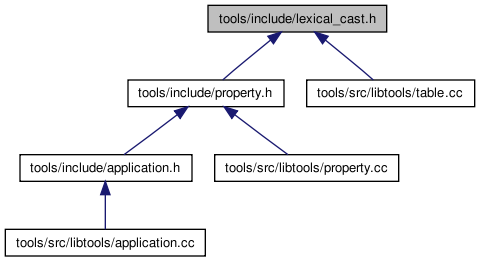 tools/include/lexical_cast.h
tools/include/property.h
tools/src/libtools/table.cc
tools/include/application.h
tools/src/libtools/property.cc
tools/src/libtools/application.cc